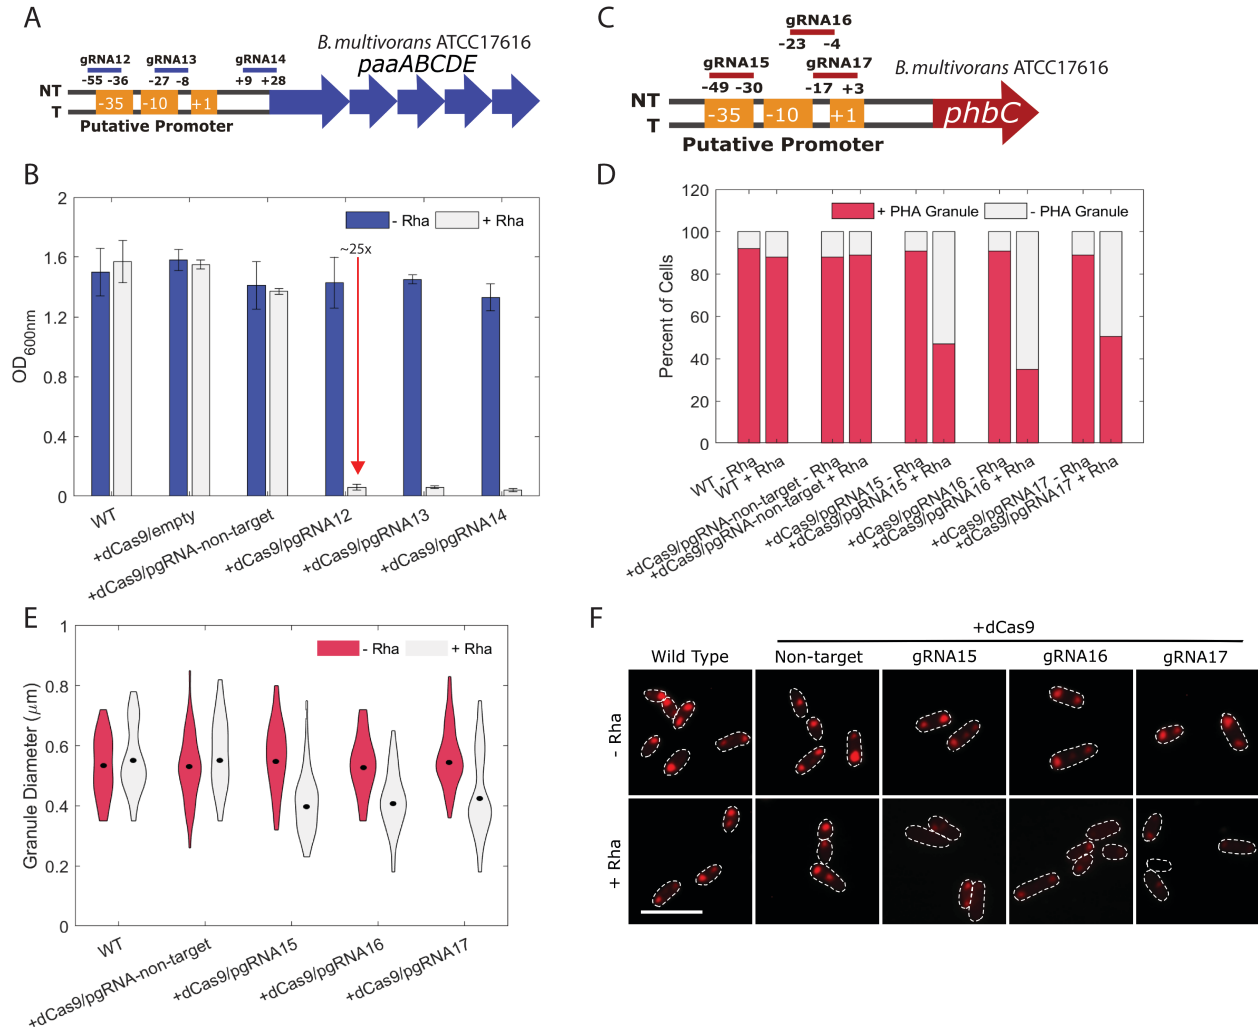 A
B. multivorans ATCC17616
paaABCDE
gRNA12 gRNA13 gRNA14
-55 -36 -27 -8 +9 +28
NT
T
-35 -10 +1
Putative Promoter
C
gRNA16
-23 -4
gRNA15 gRNA17
-49 -30 -17 +3
B. multivorans ATCC17616
NT
T
-35 -10 +1
phbC
Putative Promoter
B
2
1.6
1.2
0.8
0.4
0
OD600nm
- Rha + Rha
~25x
WT
+dCas9/empty
+dCas9/pgRNA-non-target
+dCas9/pgRNA12
+dCas9/pgRNA13
+dCas9/pgRNA14
D
120
100
80
60
40
20
0
Percent of Cells
+ PHA Granule - PHA Granule
WT - Rha
WT + Rha
+dCas9/pgRNA-non-target - Rha
+dCas9/pgRNA-non-target + Rha
+dCas9/pgRNA15 - Rha
+dCas9/pgRNA15 + Rha
+dCas9/pgRNA16 - Rha
+dCas9/pgRNA16 + Rha
+dCas9/pgRNA17 - Rha
+dCas9/pgRNA17 + Rha
E
1
0.8
0.6
0.4
0.2
0
Granule Diameter (μm)
- Rha + Rha
WT
+dCas9/pgRNA-non-target
+dCas9/pgRNA15
+dCas9/pgRNA16
+dCas9/pgRNA17
F
+dCas9
Wild Type Non-target gRNA15 gRNA16 gRNA17
- Rha
+ Rha